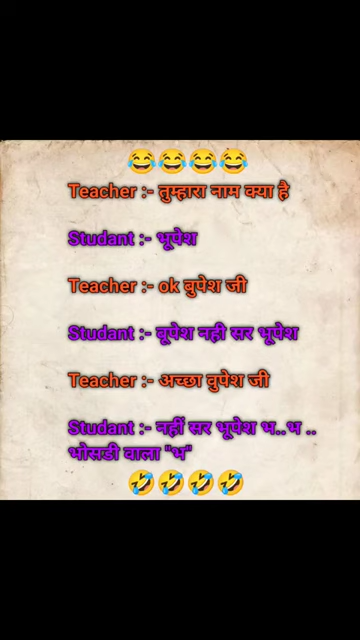 😂😂😂😂
Teacher :- तुम्हारा नाम क्या है
Studant :- भूपेश
Teacher :- ok बुपेश जी
Studant :- बूपेश नही सर भूपेश
Teacher :- अच्छा वुपेश जी
Studant :- नहीं सर भूपेश भ..भ ..
भोसडी वाला "भ"
🤣🤣🤣🤣